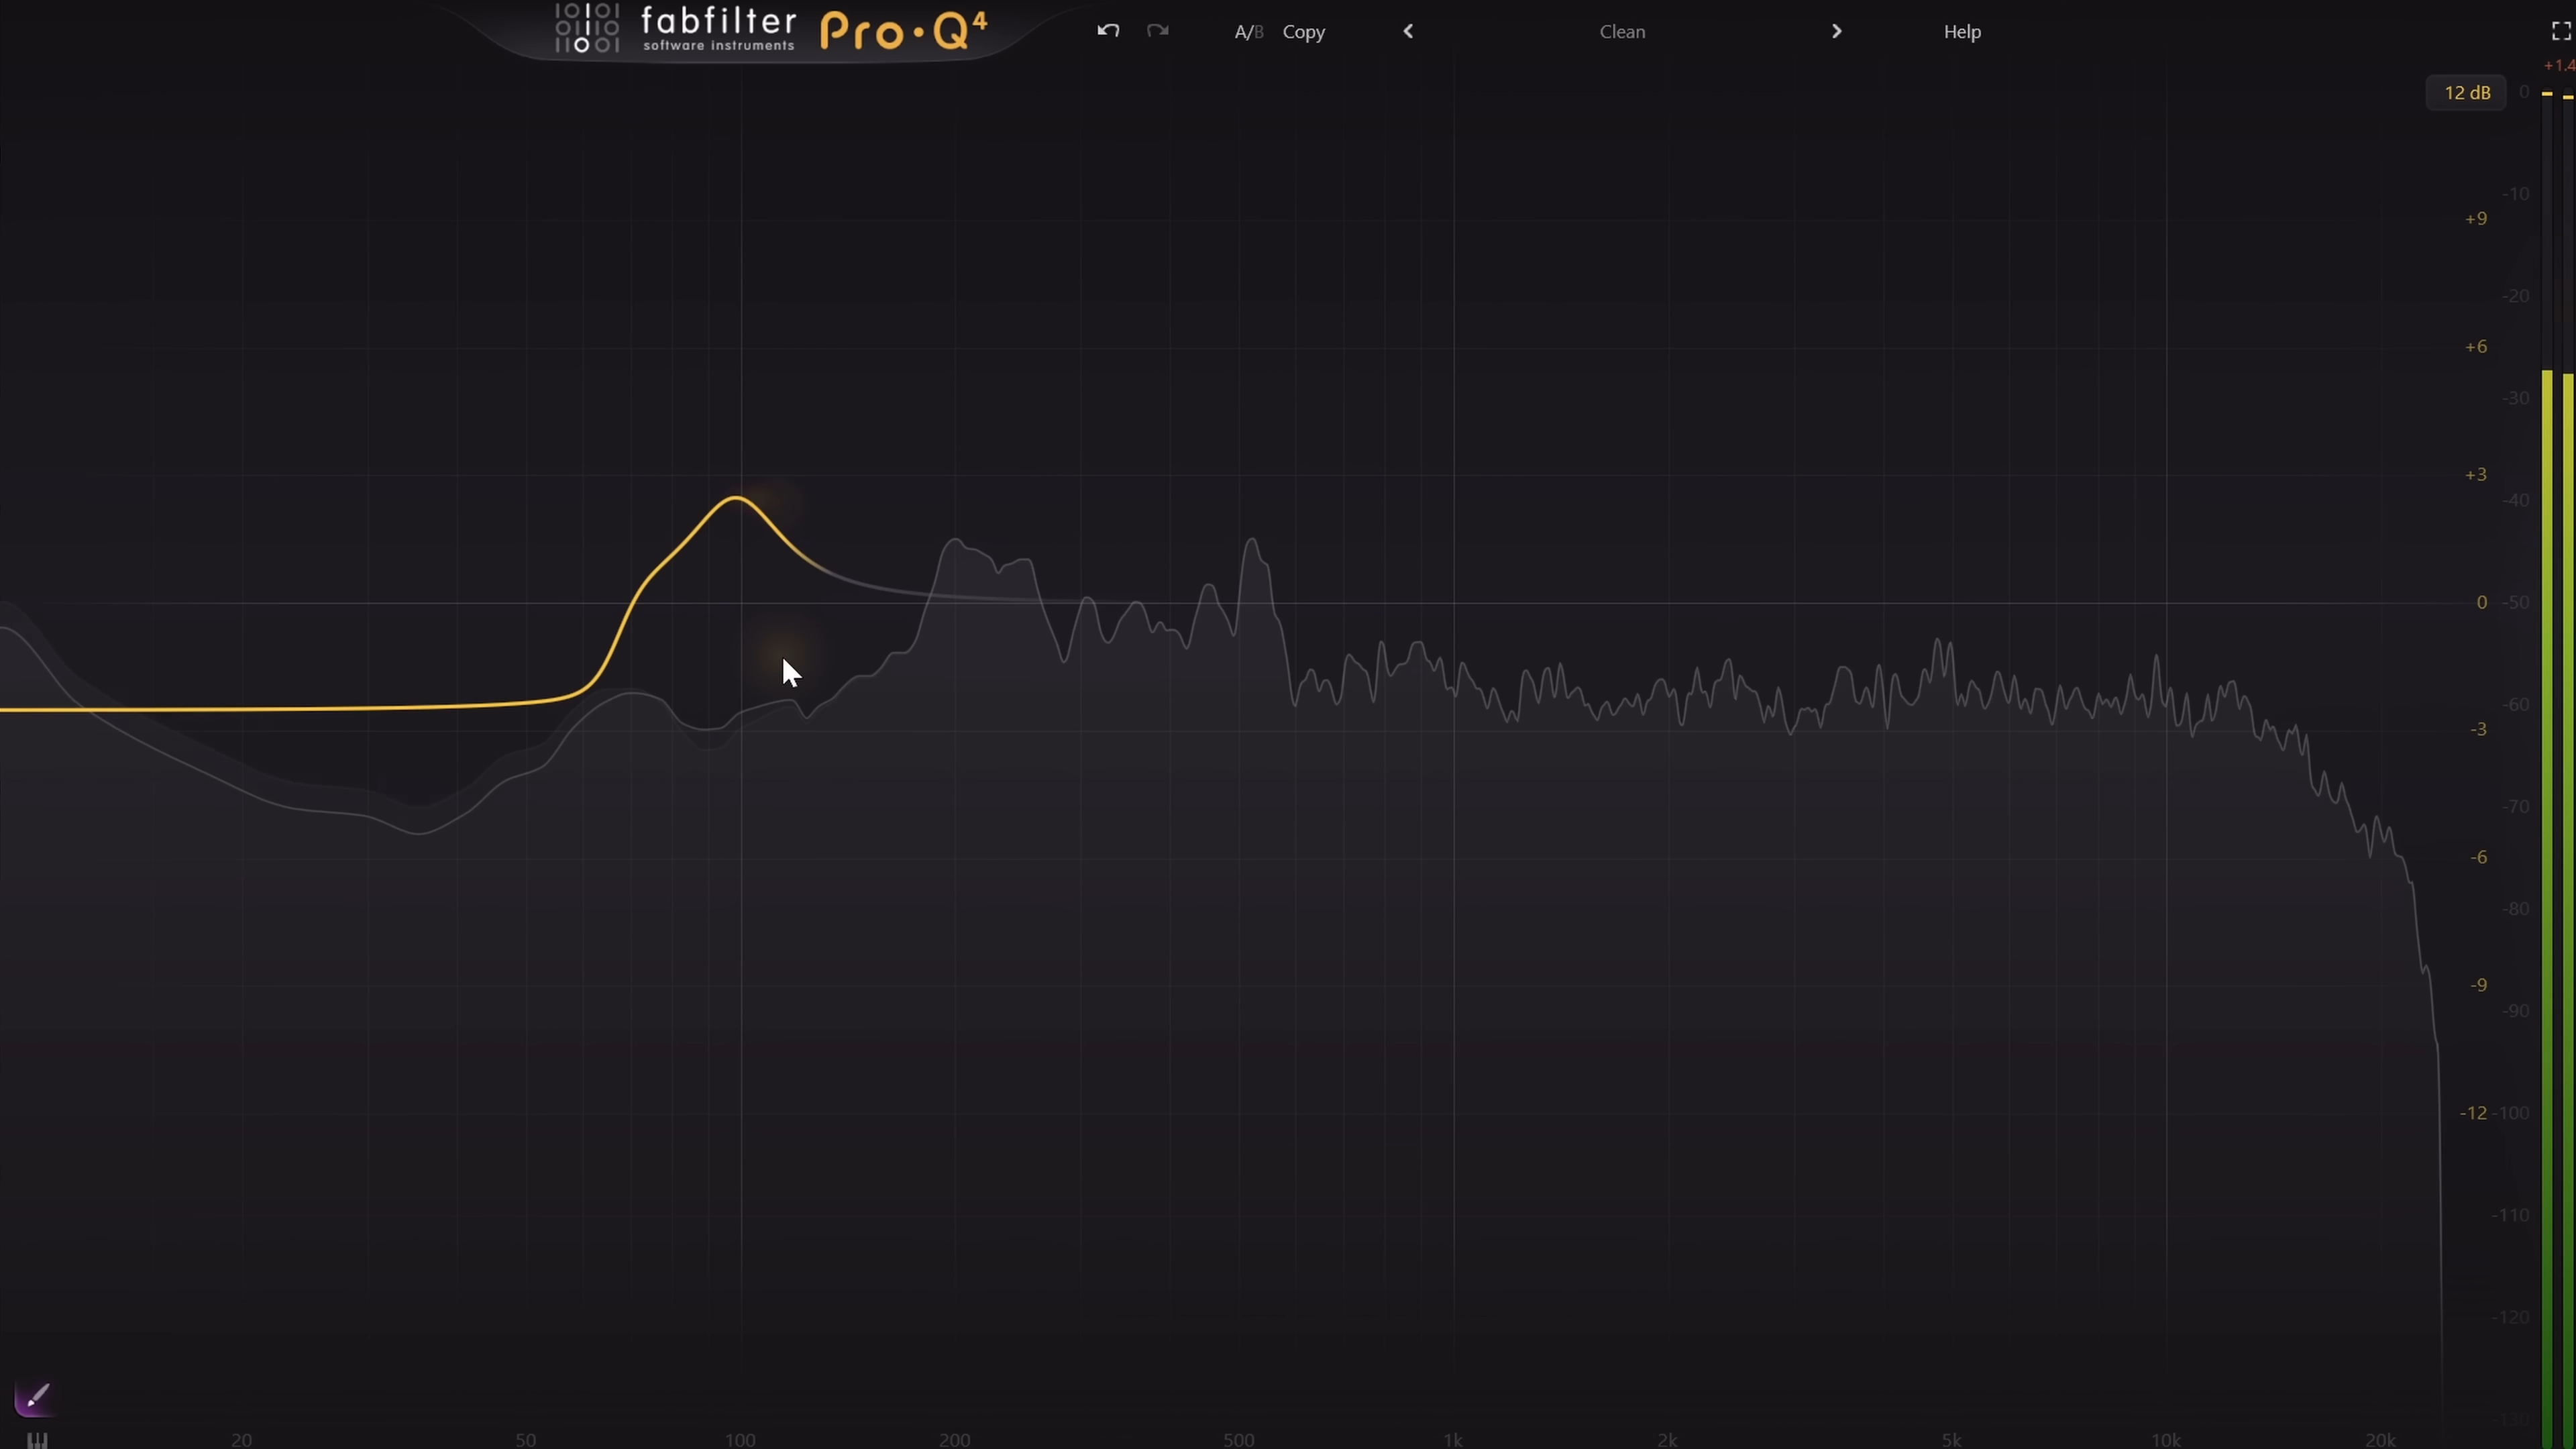 fabfilter
software instruments
Pro·Q4
A/B
Copy
Clean
Help
+1.4
12 dB
0
-10
+9
-20
+6
-30
+3
-40
0
-50
-60
-3
-70
-6
-80
-9
-90
-12
-100
-110
-120
-130
20
50
100
200
500
1k
2k
5k
10k
20k